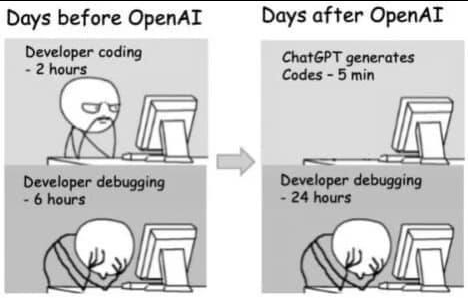 Days before OpenAI
Developer coding
- 2 hours
Developer debugging
- 6 hours
Days after OpenAI
ChatGPT generates
Codes - 5 min
Developer debugging
- 24 hours